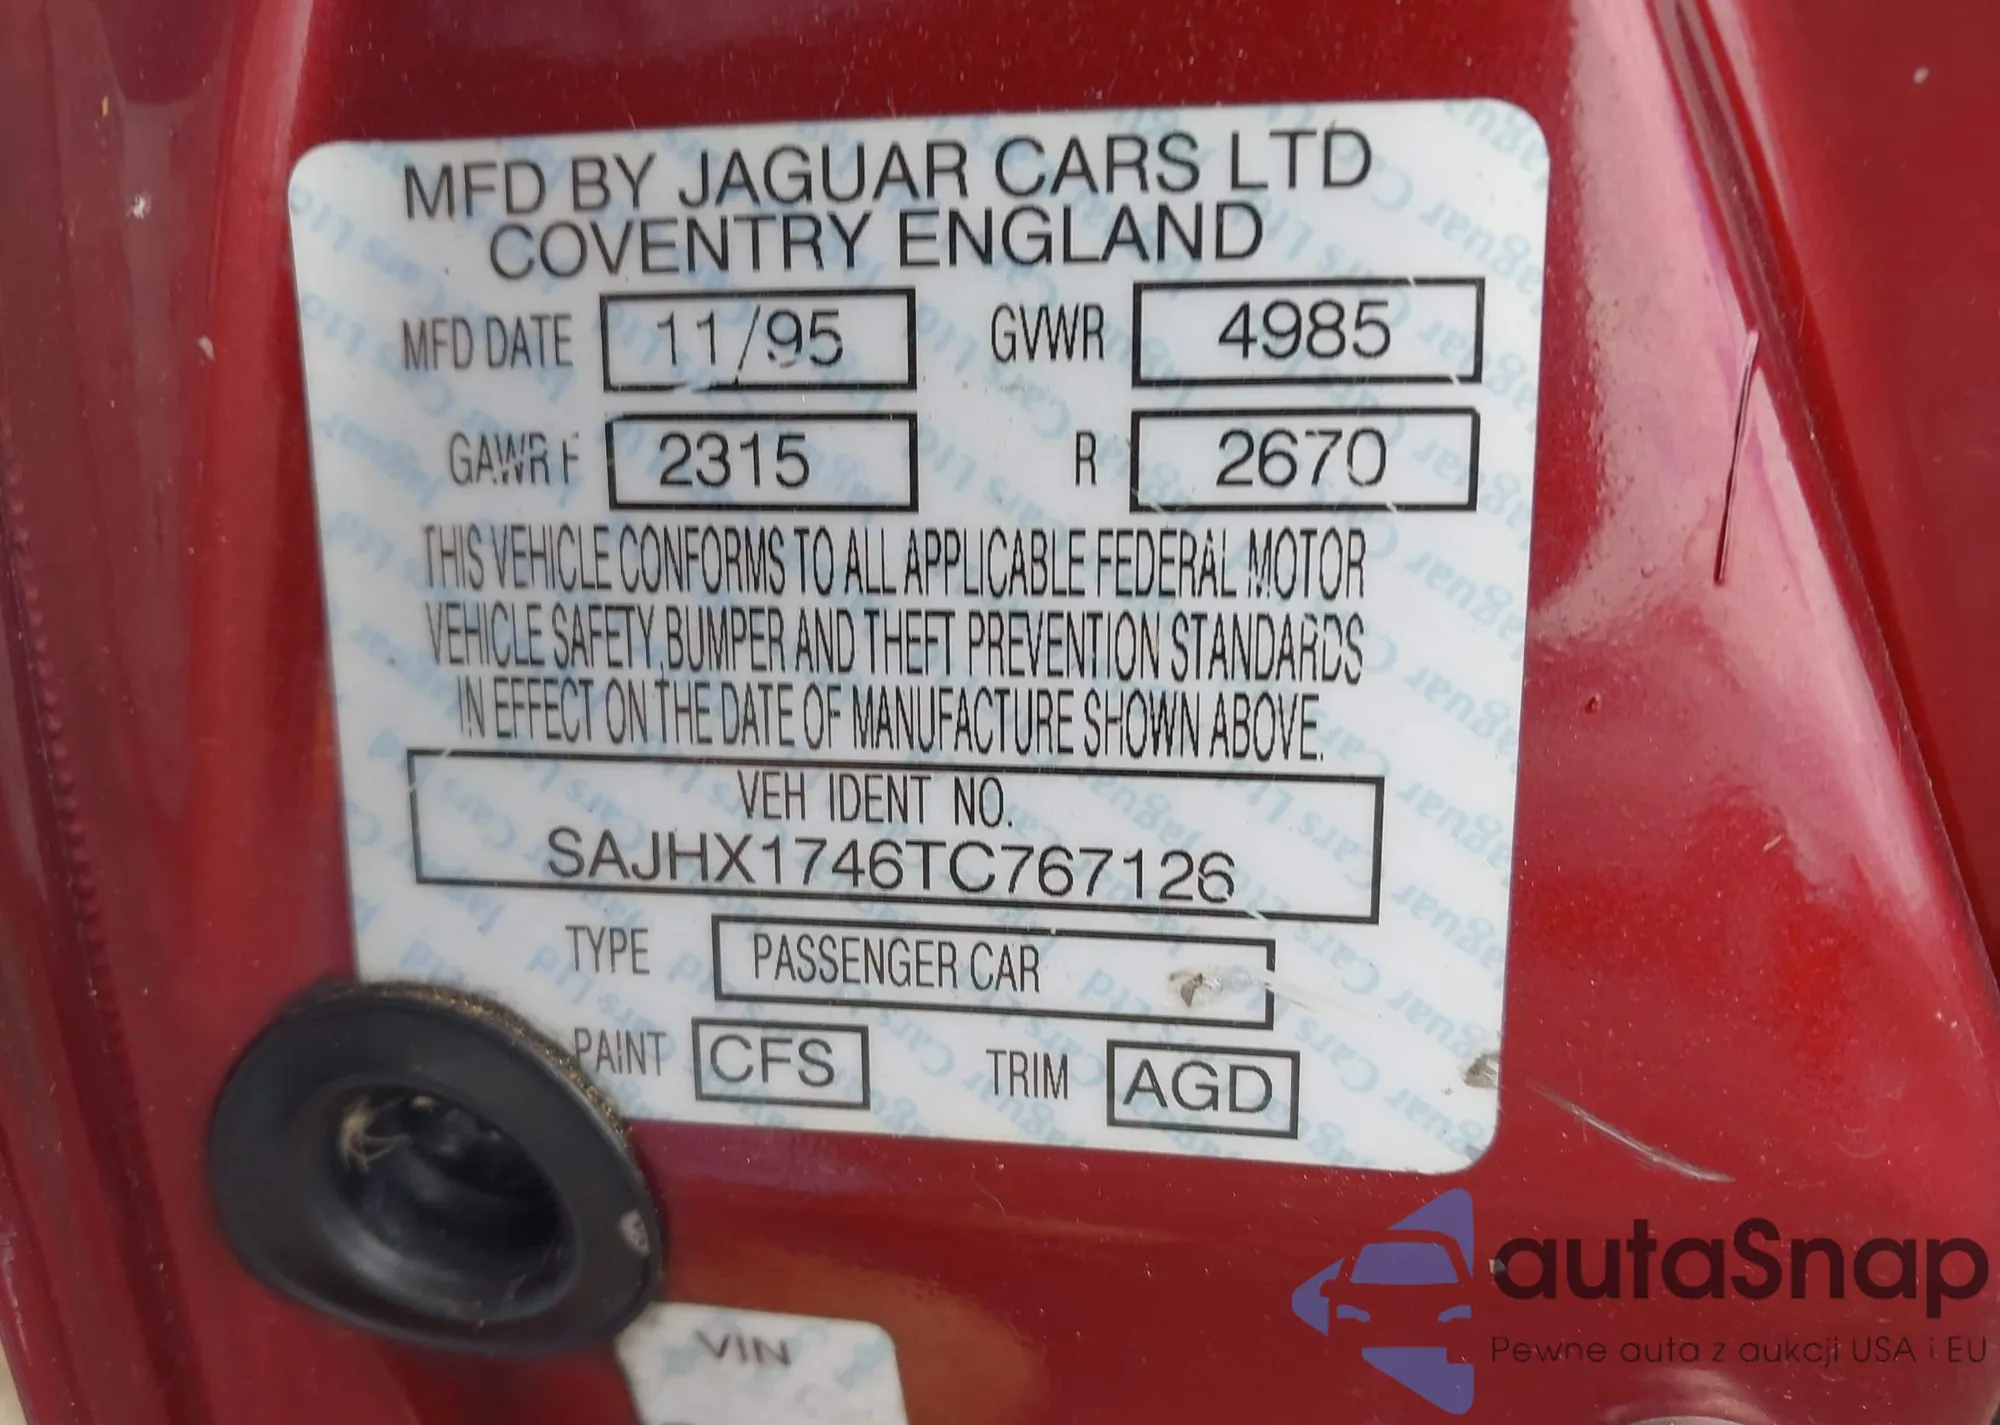 MFD BY JAGUAR CARS LTD
COVENTRY ENGLAND
MFD DATE 11/95 GVWR 4985
GAWR F 2315 R 2670
THIS VEHICLE CONFORMS TO ALL APPLICABLE FEDERAL MOTOR
VEHICLE SAFETY, BUMPER AND THEFT PREVENTION STANDARDS
IN EFFECT ON THE DATE OF MANUFACTURE SHOWN ABOVE.
VEH IDENT NO.
SAJHX1746TC767126
TYPE PASSENGER CAR
PAINT CFS TRIM AGD
VIN
autaSnap
Pewne auta z aukcji USA i EU